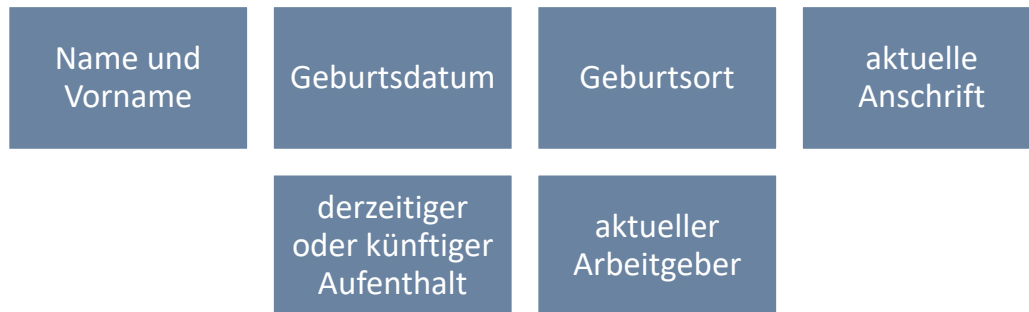 Name und
Vorname
Geburtsdatum
Geburtsort
aktuelle
Anschrift
derzeitiger
oder künftiger
Aufenthalt
aktueller
Arbeitgeber